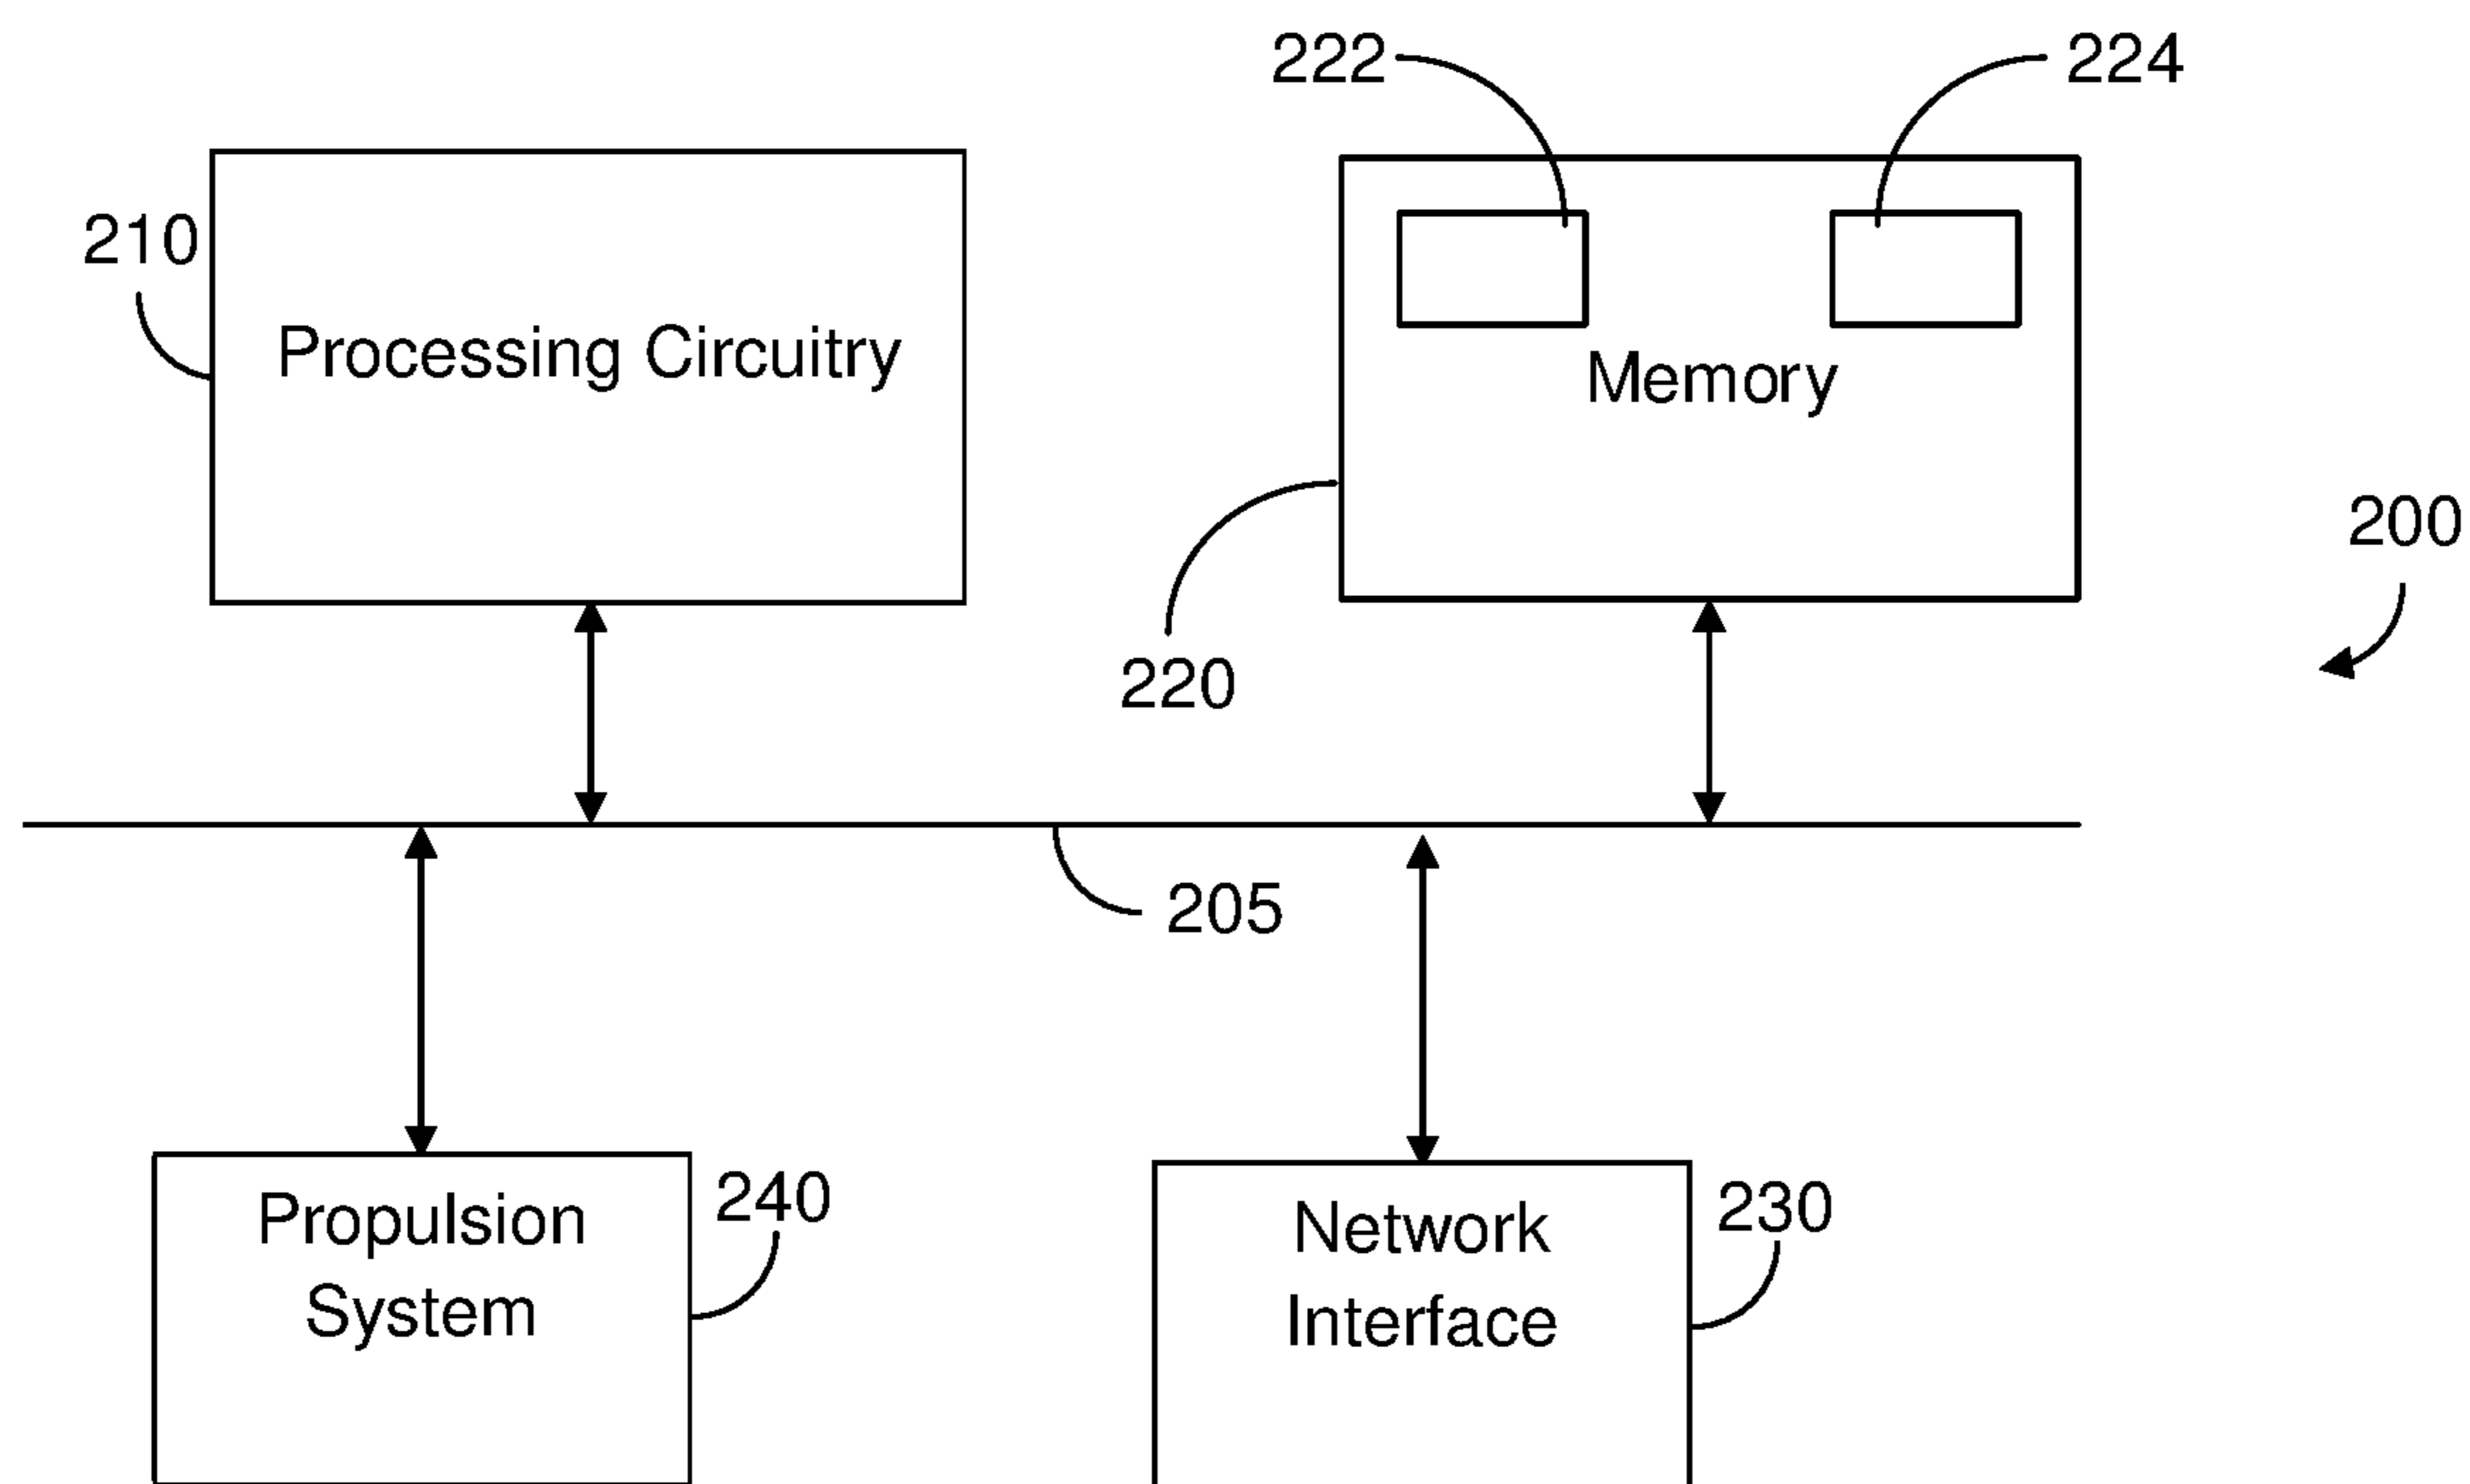 222
224
210
Processing Circuitry
Memory
200
220
205
Propulsion
System
240
Network
Interface
230